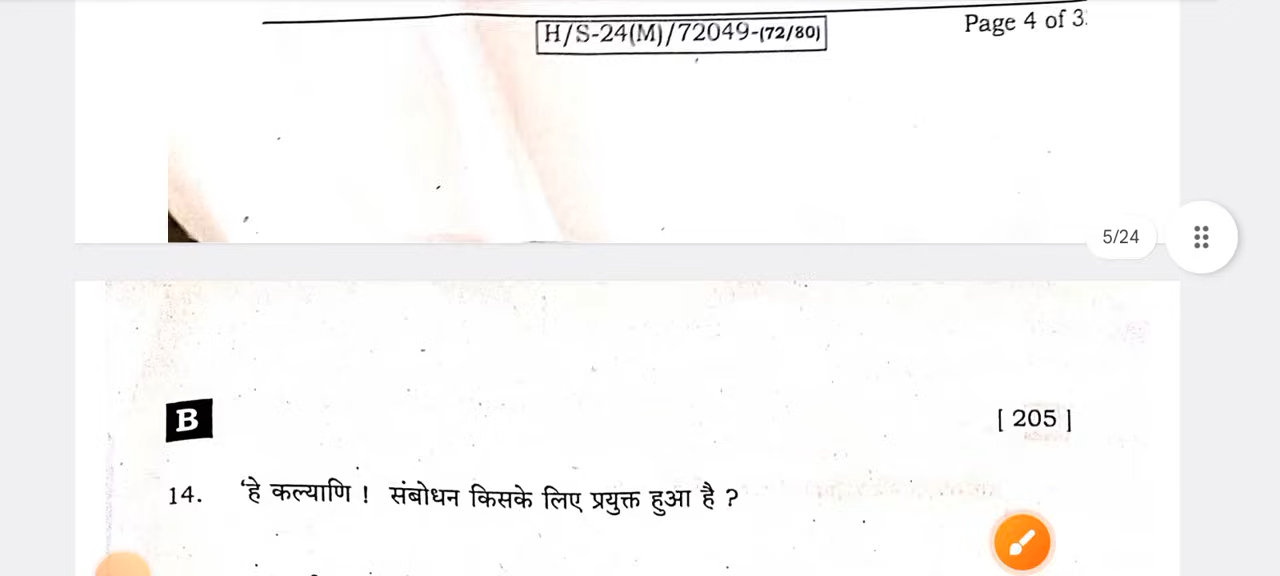 H/S-24(M)/72049-(72/80)
Page 4 of 3
5/24
B
[ 205 ]
14. 'हे कल्याणि ! संबोधन किसके लिए प्रयुक्त हुआ है ?